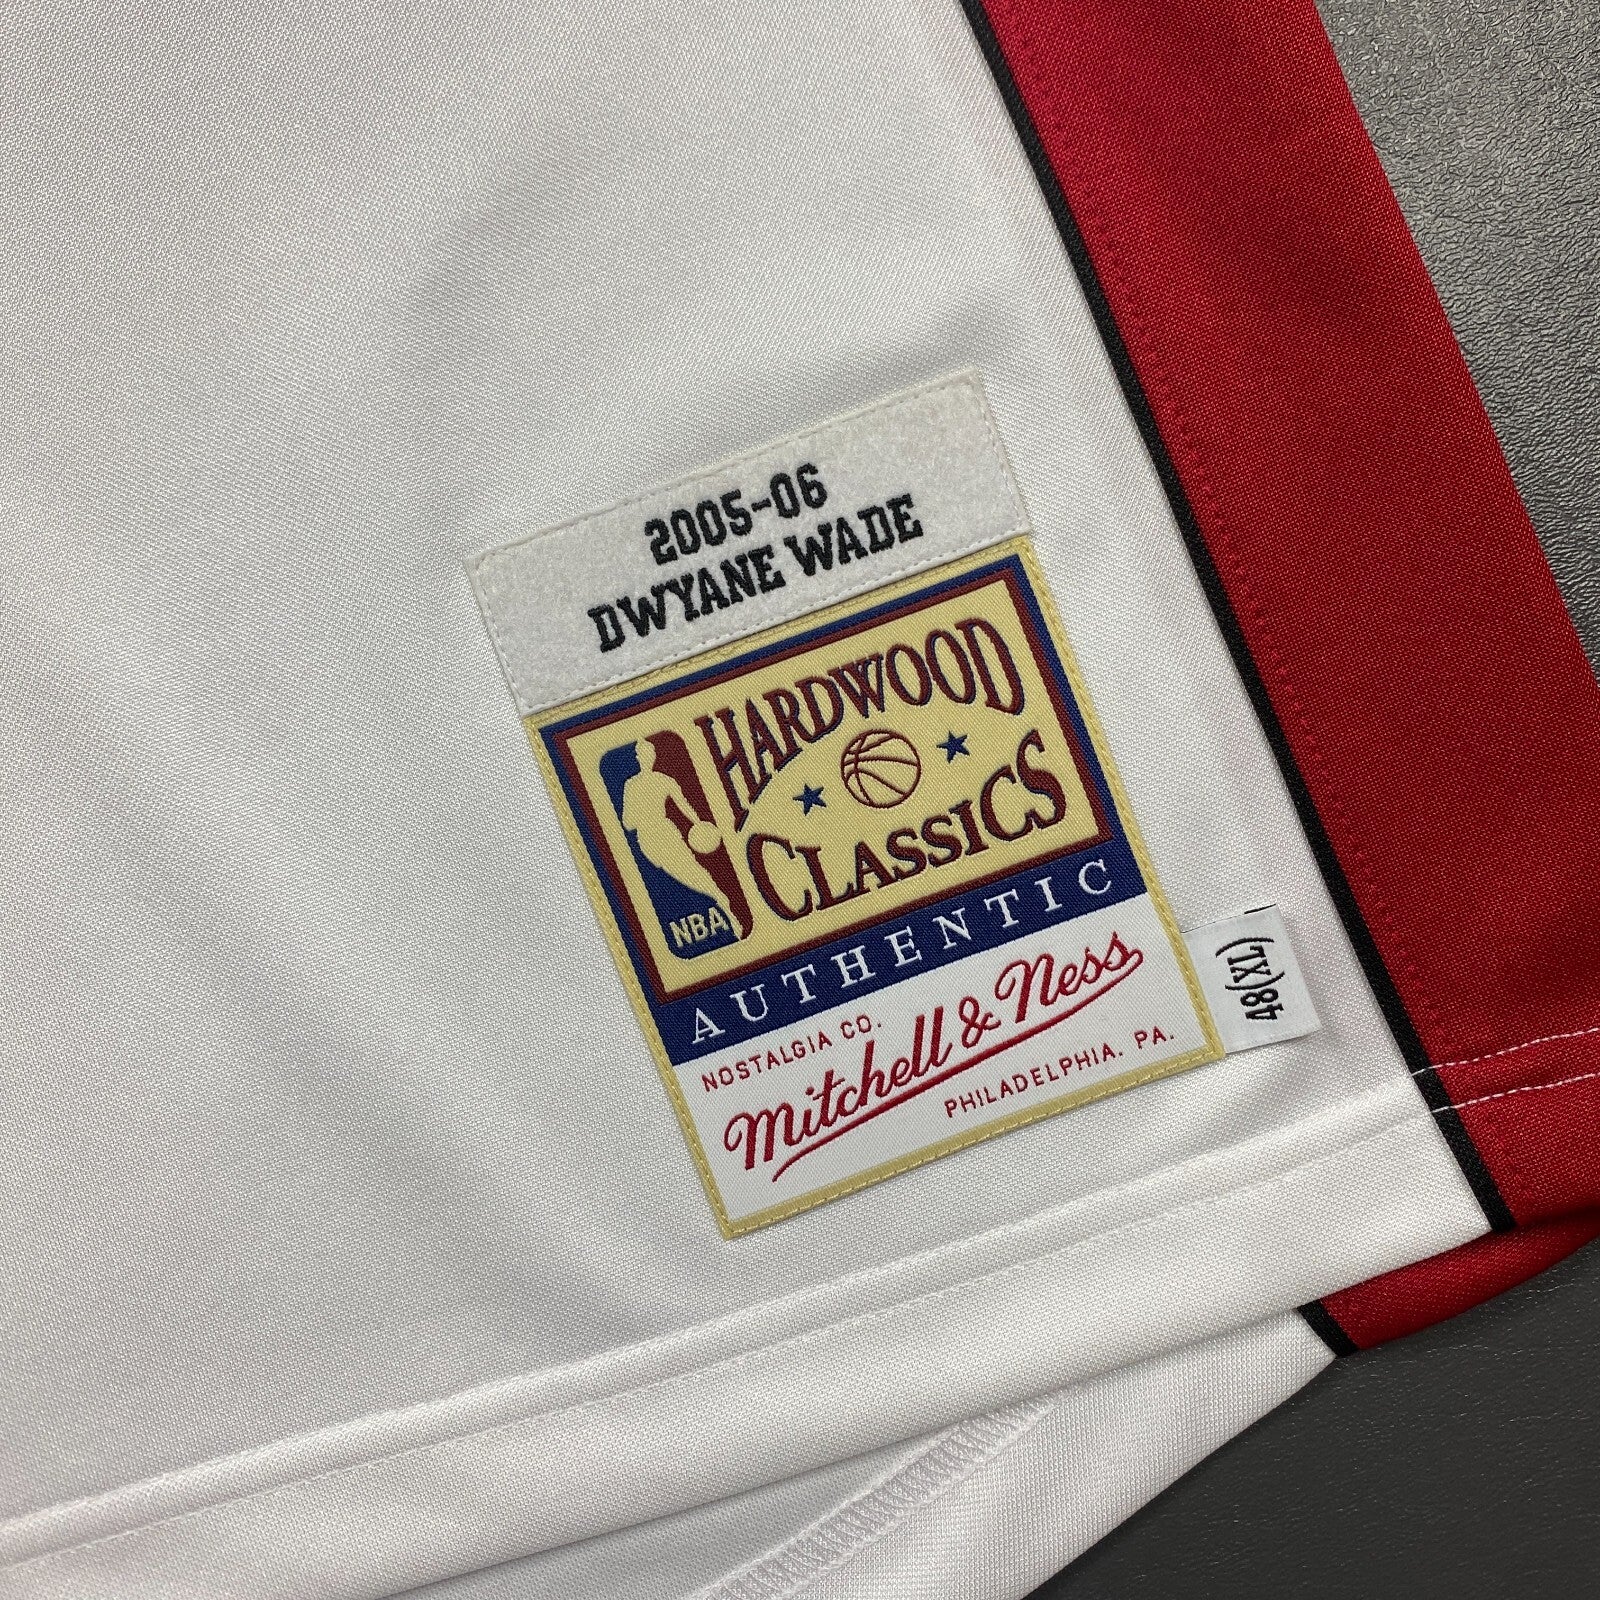 2005-06
DWYANE WADE
HARDWOOD
CLASSICS
NBA
AUTHENTIC
NOSTALGIA CO.
Mitchell & Ness
PHILADELPHIA. PA.
48(XL)